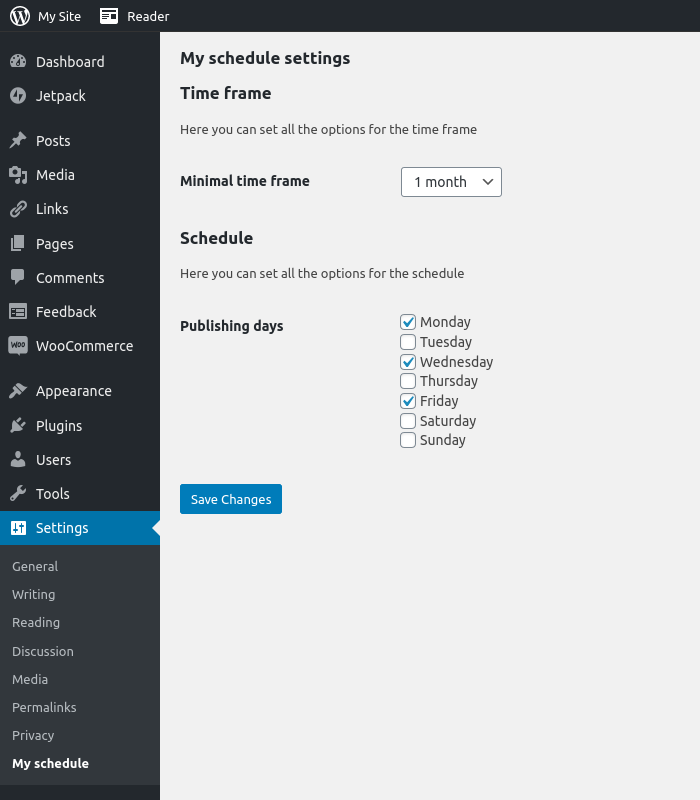 My Site Reader
Dashboard
Jetpack
Posts
Media
Links
Pages
Comments
Feedback
WOO WooCommerce
Appearance
Plugins
Users
Tools
Settings
General
Writing
Reading
Discussion
Media
Permalinks
Privacy
My schedule
My schedule settings
Time frame
Here you can set all the options for the time frame
Minimal time frame 1 month
Schedule
Here you can set all the options for the schedule
Publishing days Monday
Tuesday
Wednesday
Thursday
Friday
Saturday
Sunday
Save Changes